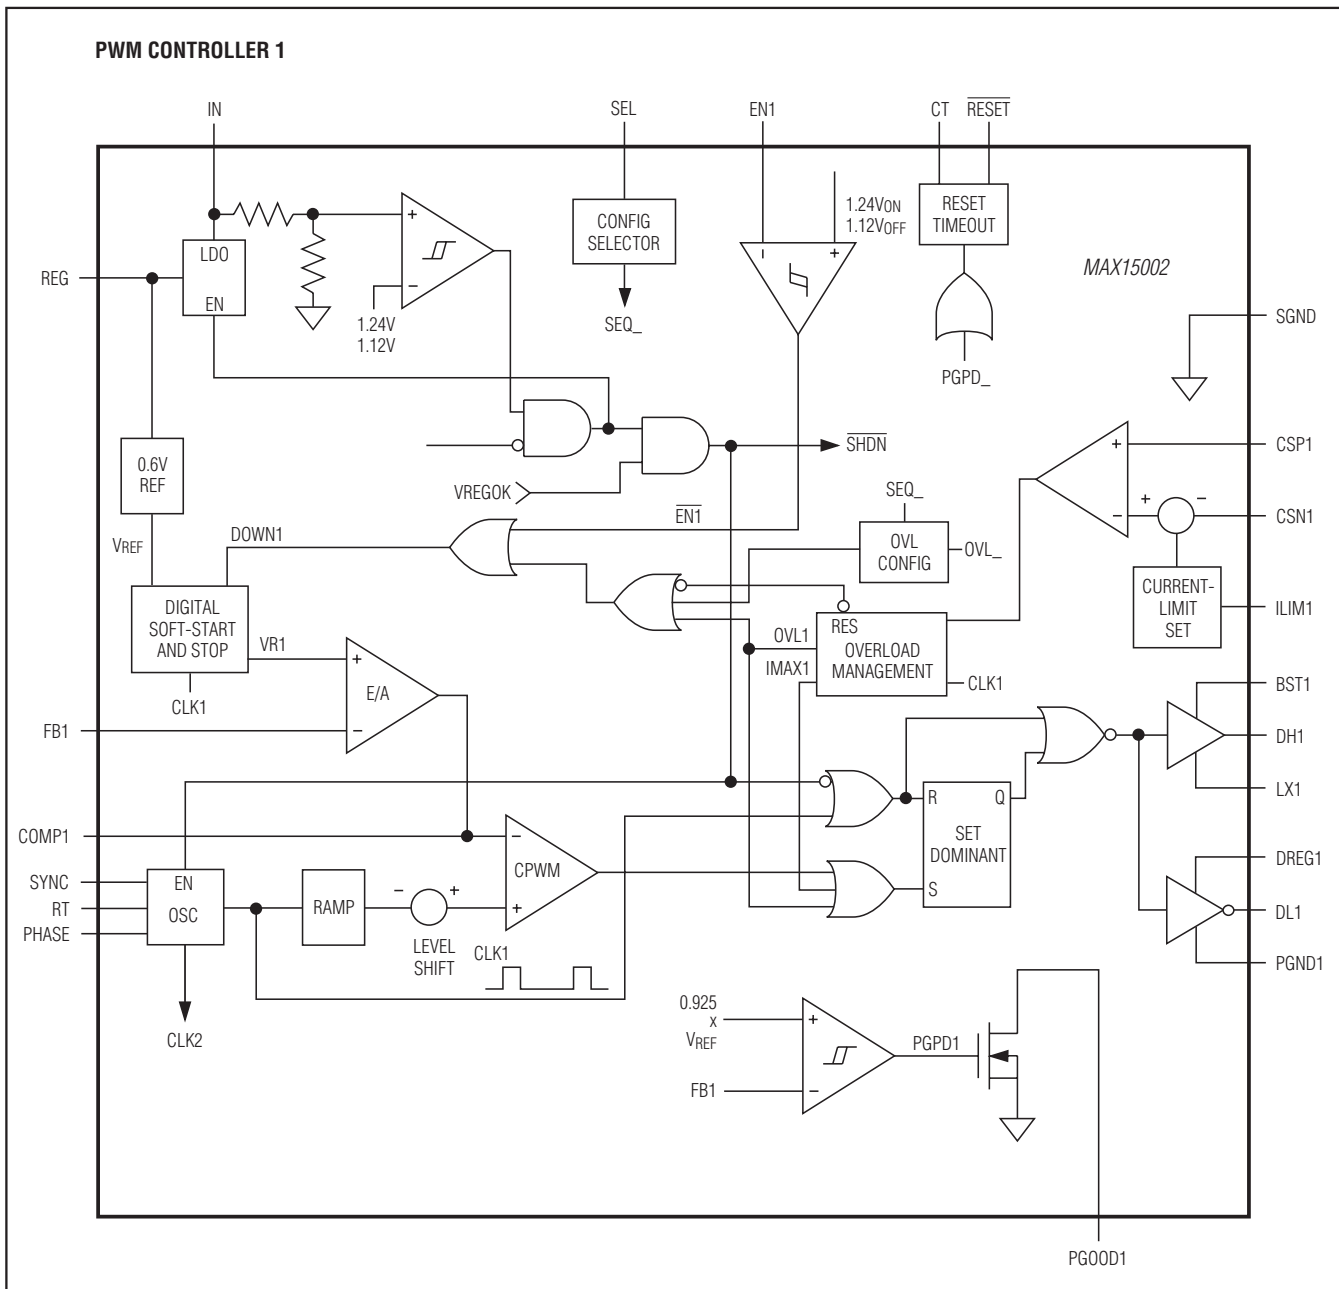 PWM CONTROLLER 1
IN
SEL
EN1
CT
RESET
CONFIG
SELECTOR
1.24VON
1.12VOFF
RESET
TIMEOUT
LDO
EN
+
−
−
+
MAX15002
REG
1.24V
1.12V
SEQ_
PGPD_
SGND
0.6V
REF
VREGOK
SHDN
EN1
SEQ_
OVL
CONFIG
OVL_
+
−
+
−
CSP1
CSN1
CURRENT-
LIMIT
SET
ILIM1
VREF
DOWN1
DIGITAL
SOFT-START
AND STOP
VR1
CLK1
+
−
E/A
OVL1
IMAX1
RES
OVERLOAD
MANAGEMENT
CLK1
FB1
BST1
DH1
LX1
R
Q
SET
DOMINANT
S
COMP1
SYNC
RT
PHASE
EN
OSC
RAMP
−
+
LEVEL
SHIFT
−
CPWM
+
CLK1
DREG1
DL1
PGND1
CLK2
0.925
x
VREF
FB1
+
−
PGPD1
PGOOD1